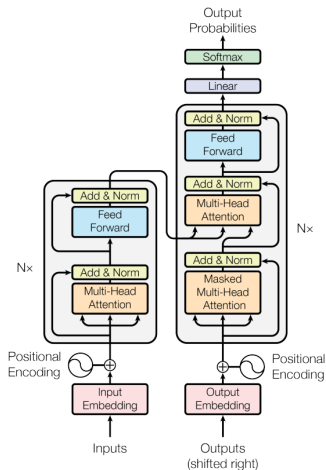 Output
Probabilities
Softmax
Linear
Add & Norm
Feed
Forward
Add & Norm
Multi-Head
Attention
Nx
Add & Norm
Masked
Multi-Head
Attention
Add & Norm
Feed
Forward
Nx
Add & Norm
Multi-Head
Attention
Positional
Encoding
Positional
Encoding
Input
Embedding
Output
Embedding
Inputs
Outputs
(shifted right)